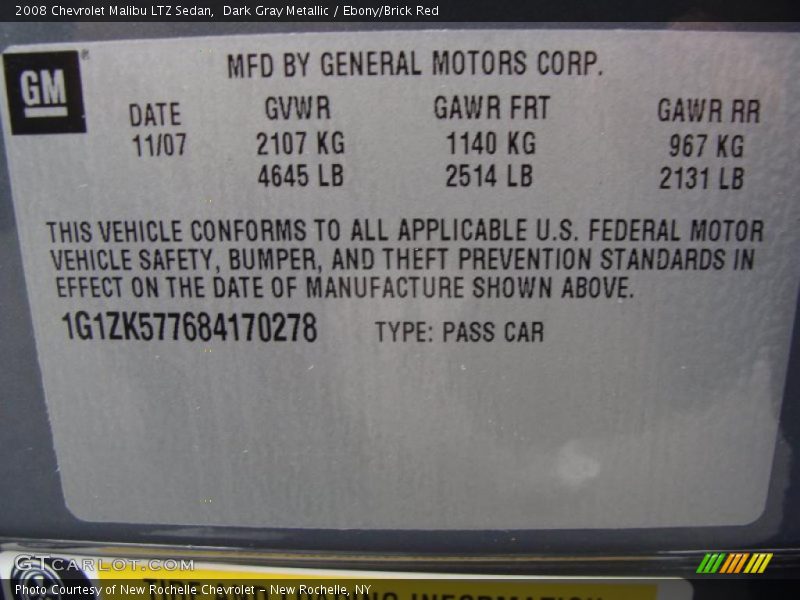 2008 Chevrolet Malibu LTZ Sedan, Dark Gray Metallic / Ebony/Brick Red
GM
MFD BY GENERAL MOTORS CORP.
DATE GVWR GAWR FRT GAWR RR
11/07 2107 KG 1140 KG 967 KG
4645 LB 2514 LB 2131 LB
THIS VEHICLE CONFORMS TO ALL APPLICABLE U.S. FEDERAL MOTOR
VEHICLE SAFETY, BUMPER, AND THEFT PREVENTION STANDARDS IN
EFFECT ON THE DATE OF MANUFACTURE SHOWN ABOVE.
1G1ZK577684170278 TYPE: PASS CAR
GTCARLOT.COM
TIRE AND LOADING INFORMATION
Photo Courtesy of New Rochelle Chevrolet - New Rochelle, NY